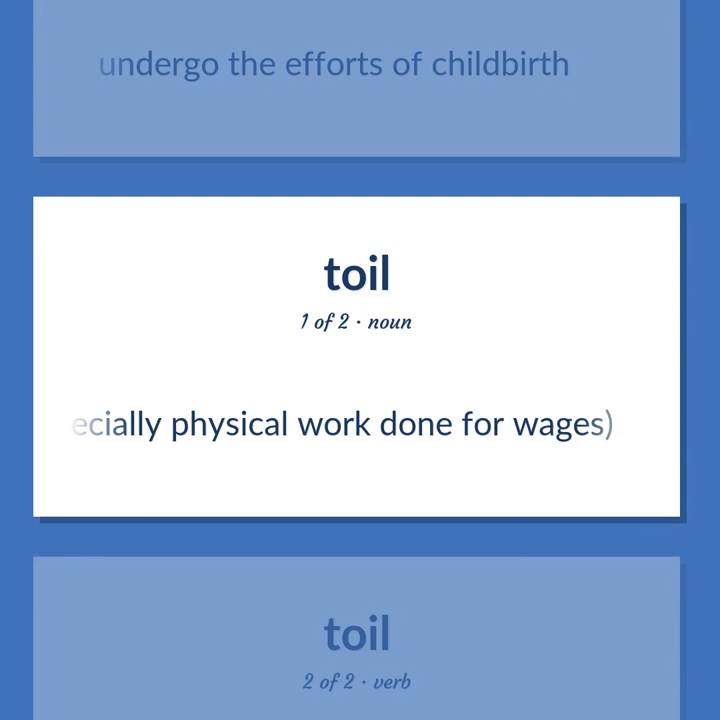 undergo the efforts of childbirth
toil
1 of 2 · noun
ecially physical work done for wages)
toil
2 of 2 · verb